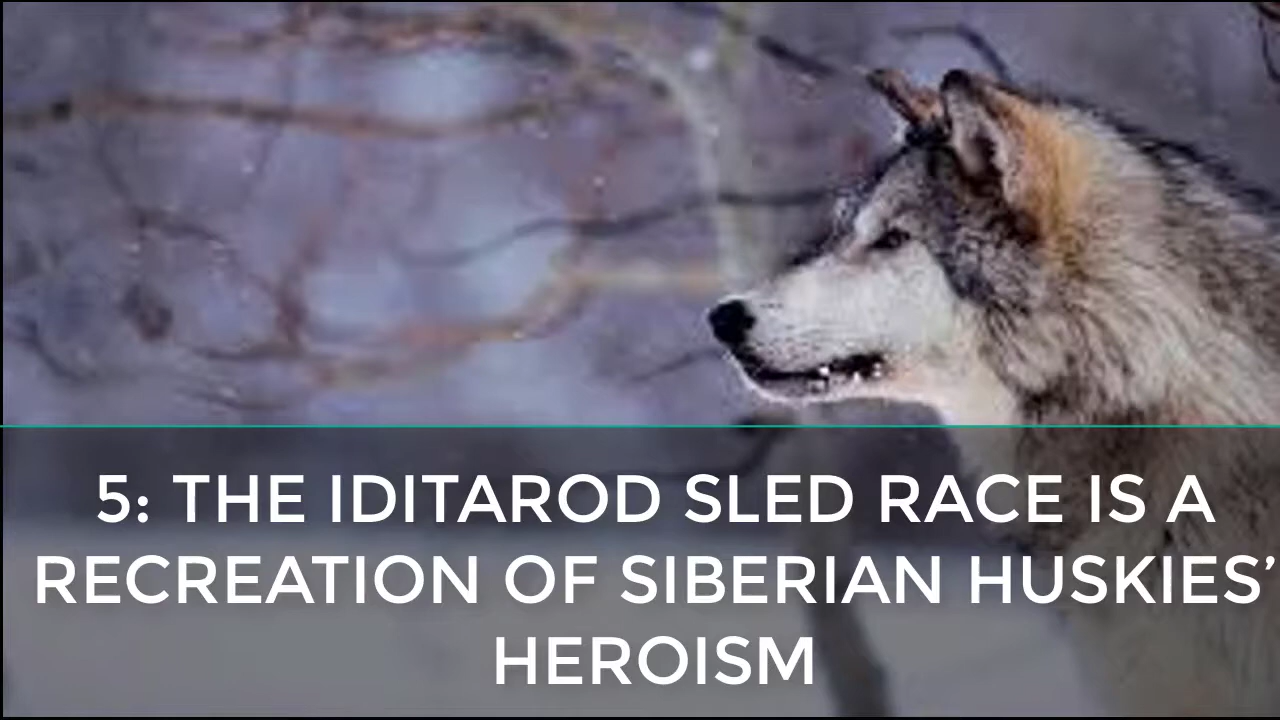 5: THE IDITAROD SLED RACE IS A
RECREATION OF SIBERIAN HUSKIES’
HEROISM